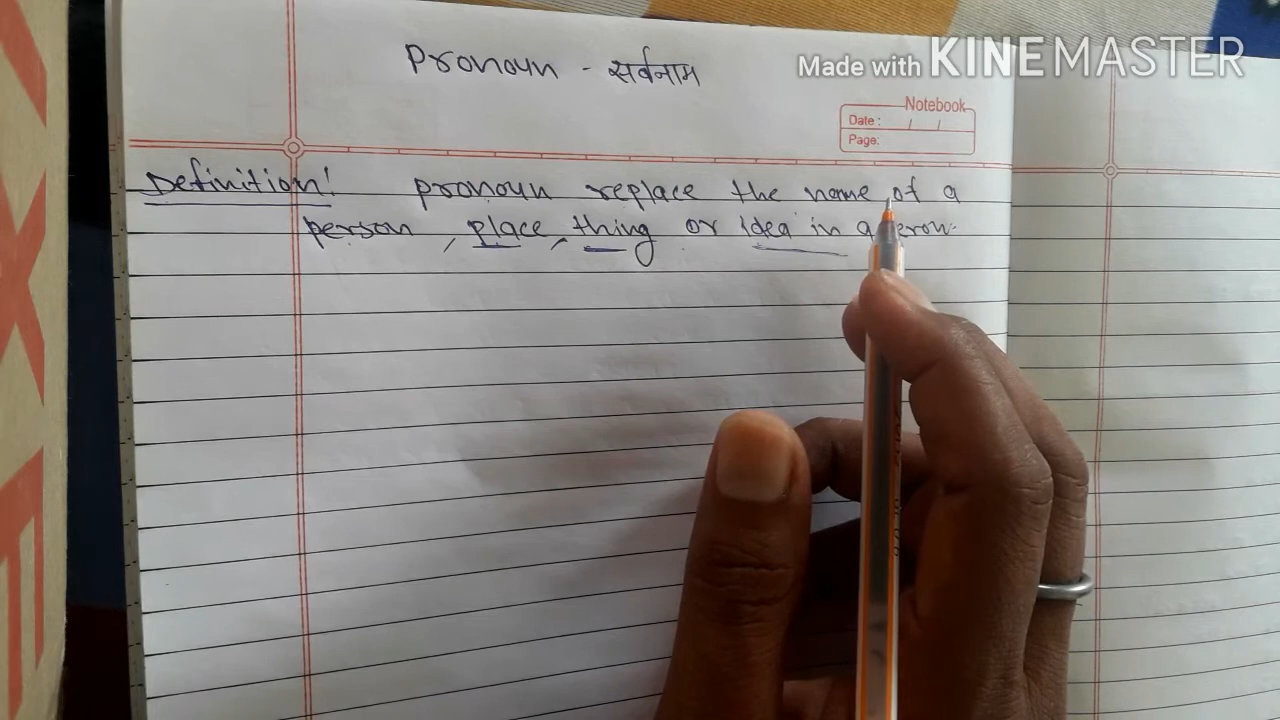 Pronoun - सर्वनाम
Made with KINEMASTER
Notebook
Date : / /
Page:
Definition! pronoun replace the name of a
person, place, thing or idea in a